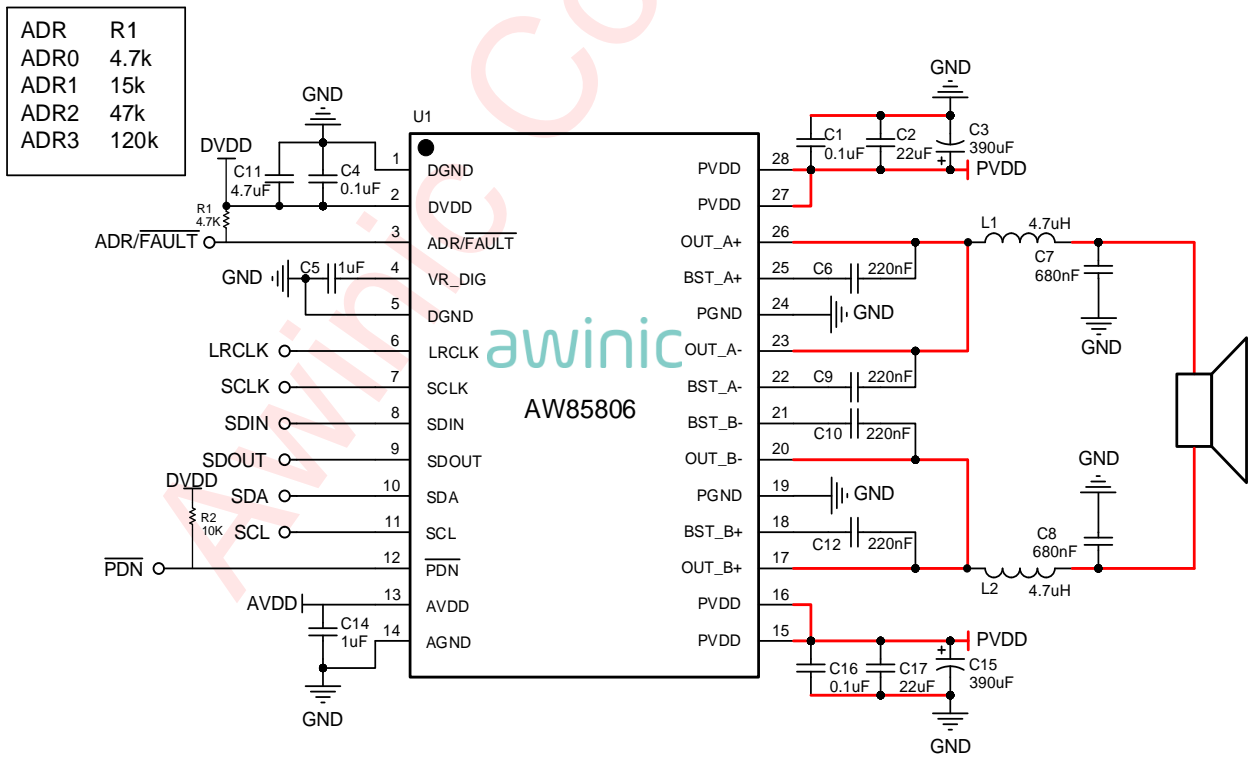 ADR R1
ADR0 4.7k
ADR1 15k
ADR2 47k
ADR3 120k
Awinic Co
U1
awinic
AW85806
GND
DVDD
C11
4.7uF
C4
0.1uF
R1
4.7K
ADR/FAULT
GND
C5
1uF
LRCLK
SCLK
SDIN
SDOUT
DVDD
SDA
R2
10K
SCL
PDN
AVDD
C14
1uF
GND
1 DGND
2 DVDD
3 ADR/FAULT
4 VR_DIG
5 DGND
6 LRCLK
7 SCLK
8 SDIN
9 SDOUT
10 SDA
11 SCL
12 PDN
13 AVDD
14 AGND
PVDD 28
PVDD 27
OUT_A+ 26
BST_A+ 25
PGND 24
OUT_A- 23
BST_A- 22
BST_B- 21
OUT_B- 20
PGND 19
BST_B+ 18
OUT_B+ 17
PVDD 16
PVDD 15
GND
C1
0.1uF
C2
22uF
C3
390uF
+
PVDD
L1 4.7uH
C6 220nF
C7
680nF
GND
GND
C9 220nF
C10 220nF
GND
GND
C12 220nF
C8
680nF
L2 4.7uH
PVDD
+
C16
0.1uF
C17
22uF
C15
390uF
GND